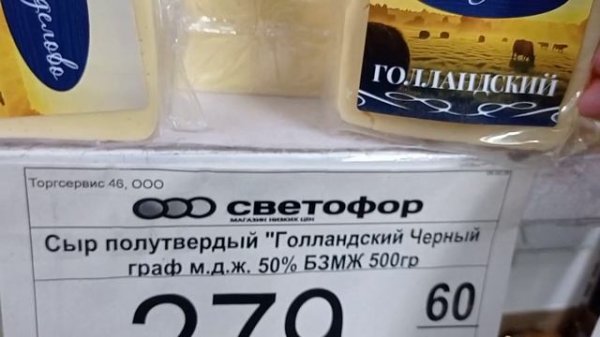 делово
ГОЛЛАНДСКИЙ
Торгсервис 46, ООО
светофор
МАГАЗИН НИЗКИХ ЦЕН
Сыр полутвердый "Голландский Черный
граф м.д.ж. 50% БЗМЖ 500гр
279 60